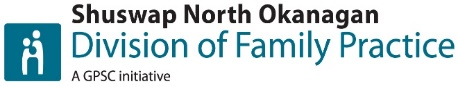 Shuswap North Okanagan
Division of Family Practice
A GPSC initiative